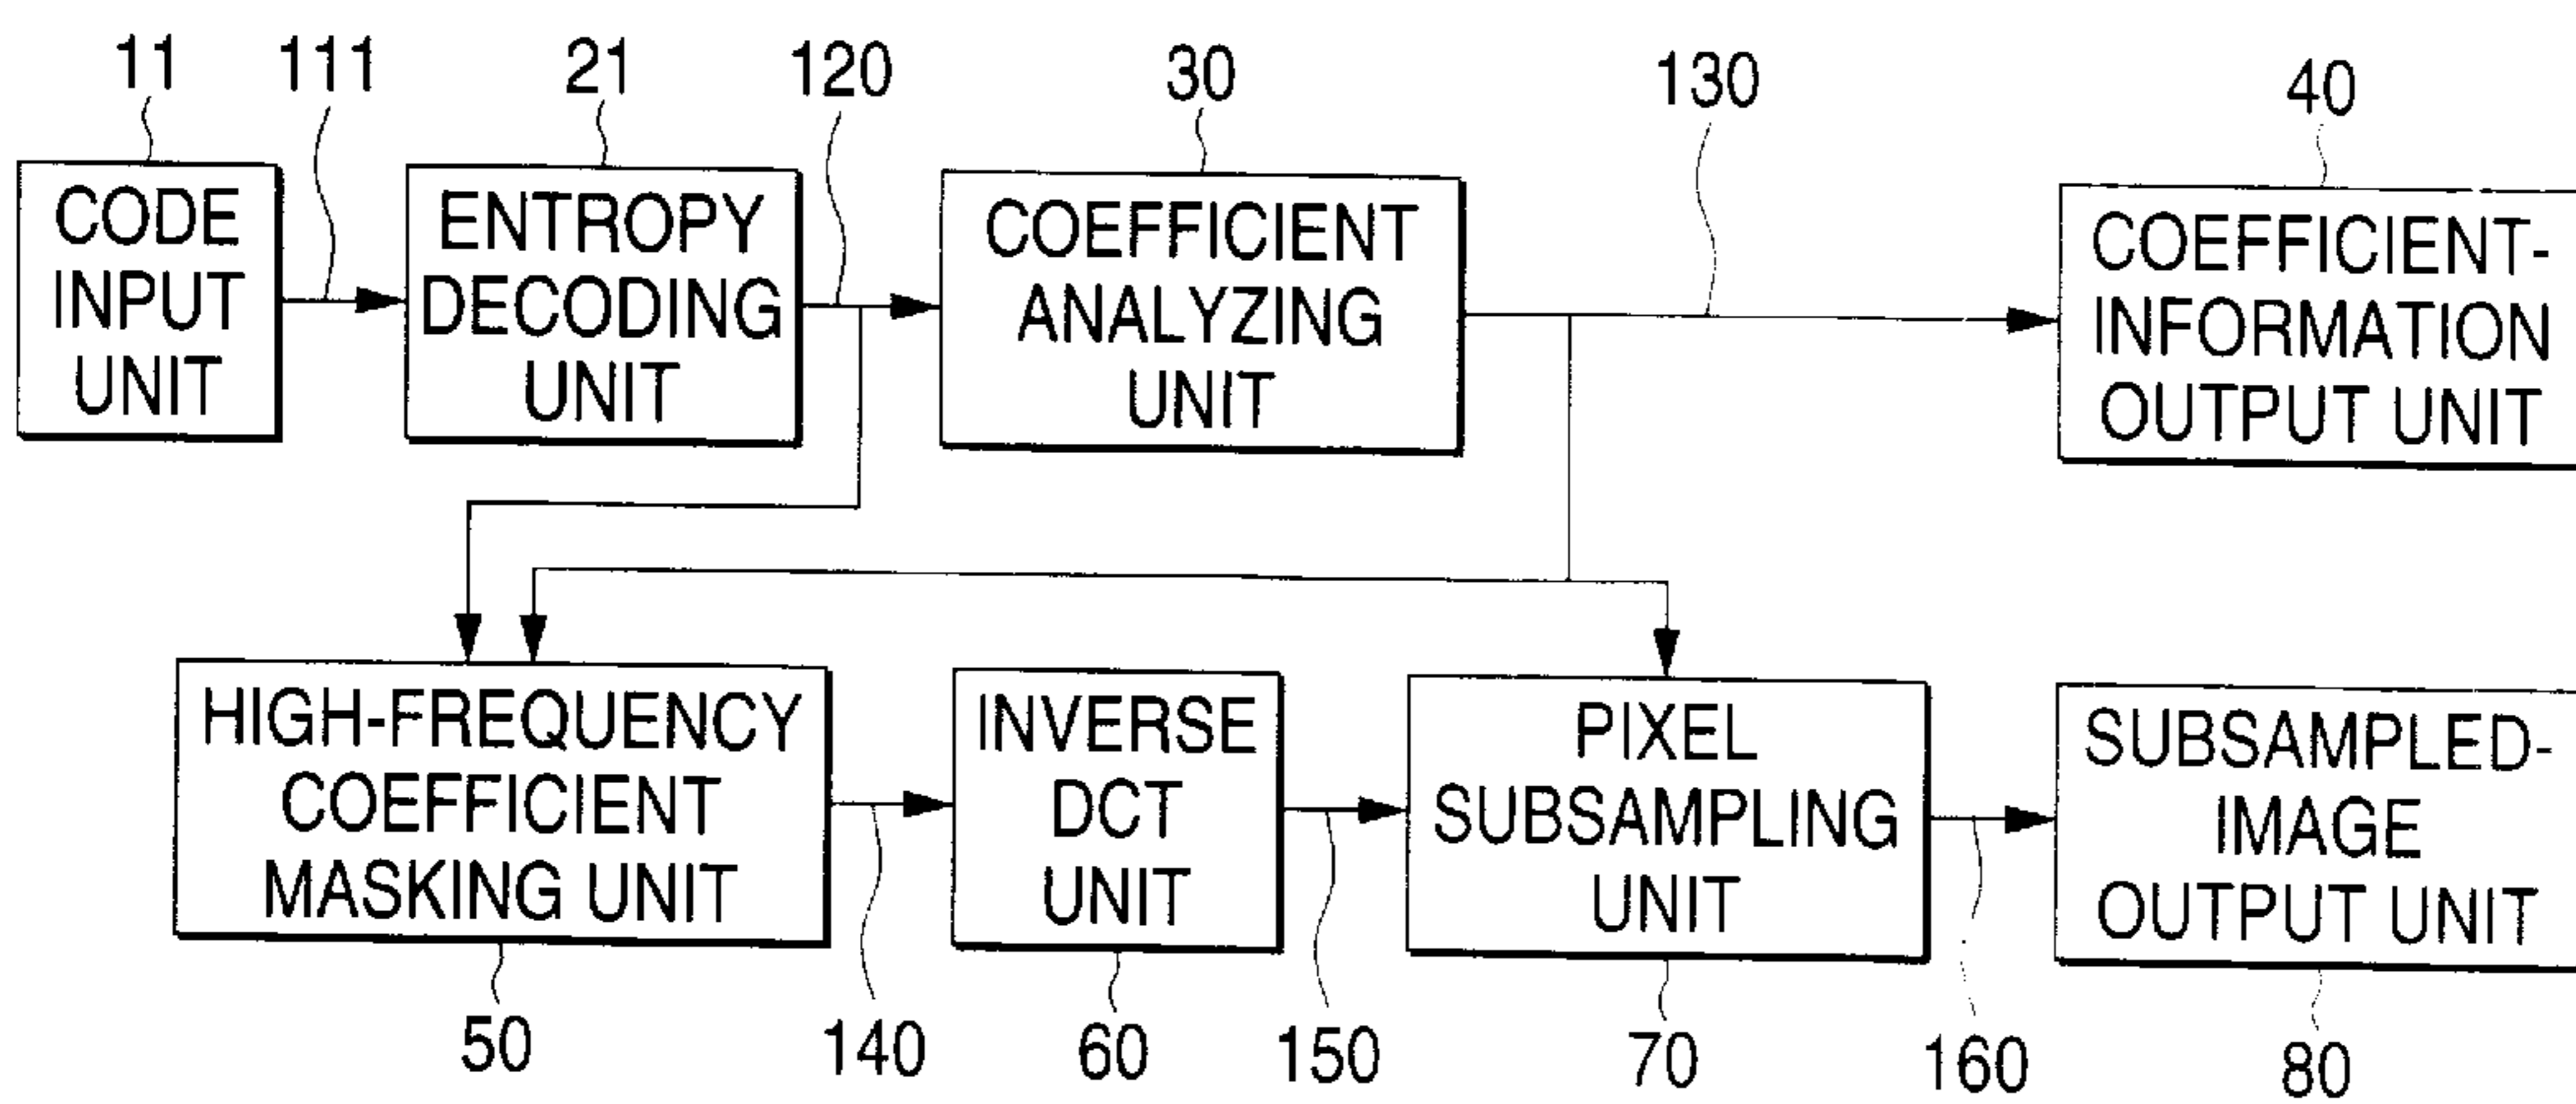 11 111 21 120 30 130 40
CODE
INPUT
UNIT
ENTROPY
DECODING
UNIT
COEFFICIENT
ANALYZING
UNIT
COEFFICIENT-
INFORMATION
OUTPUT UNIT
HIGH-FREQUENCY
COEFFICIENT
MASKING UNIT
INVERSE
DCT
UNIT
PIXEL
SUBSAMPLING
UNIT
SUBSAMPLED-
IMAGE
OUTPUT UNIT
50 140 60 150 70 160 80